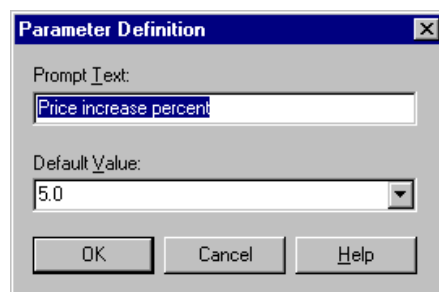 Parameter Definition
Prompt Text:
Price increase percent
Default Value:
5.0
OK Cancel Help